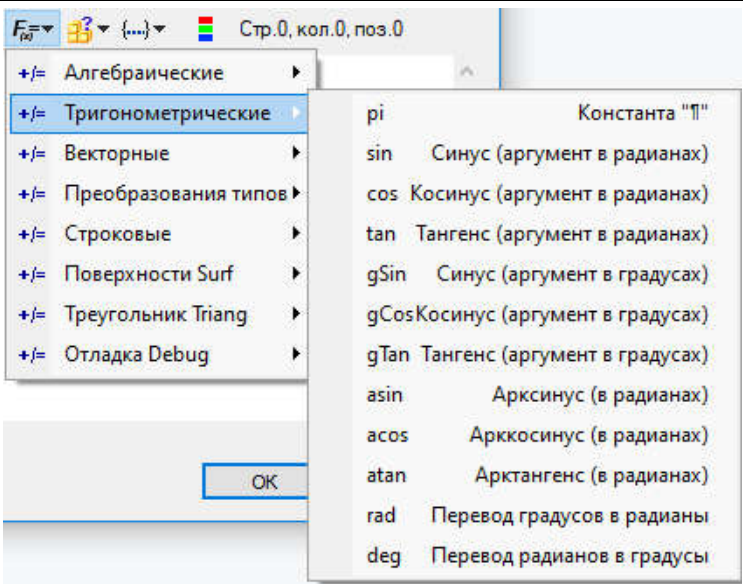 F(x)= {...} Стр.0, кол.0, поз.0
+/= Алгебраические
+/= Тригонометрические
+/= Векторные
+/= Преобразования типов
+/= Строковые
+/= Поверхности Surf
+/= Треугольник Triang
+/= Отладка Debug
pi Константа "¶"
sin Синус (аргумент в радианах)
cos Косинус (аргумент в радианах)
tan Тангенс (аргумент в радианах)
gSin Синус (аргумент в градусах)
gCos Косинус (аргумент в градусах)
gTan Тангенс (аргумент в градусах)
asin Арксинус (в радианах)
acos Арккосинус (в радианах)
atan Арктангенс (в радианах)
rad Перевод градусов в радианы
deg Перевод радианов в градусы
OK